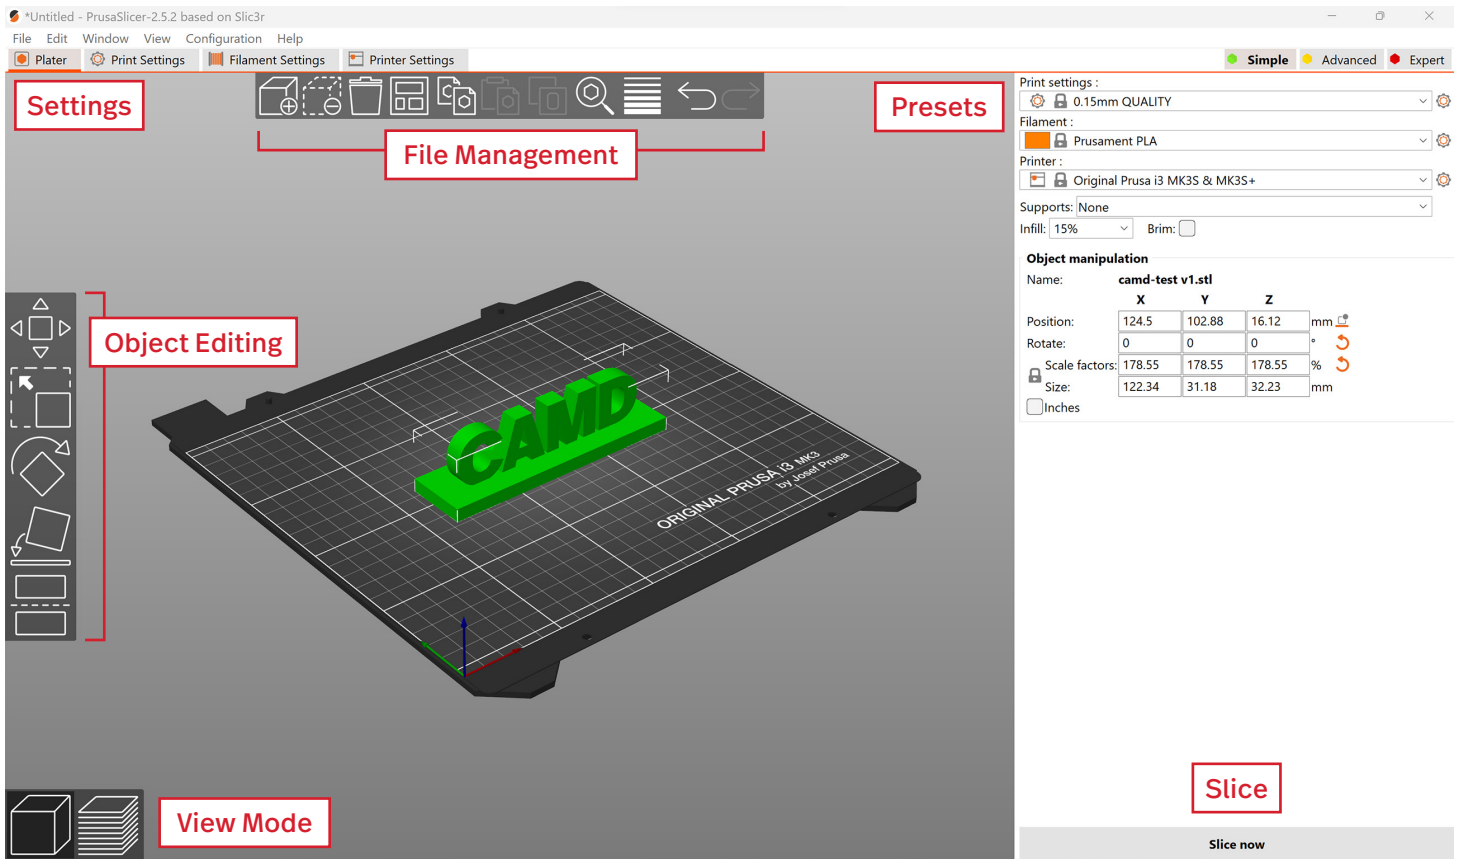 *Untitled - PrusaSlicer-2.5.2 based on Slic3r
File Edit Window View Configuration Help
Plater Print Settings Filament Settings Printer Settings Simple Advanced Expert
Settings
File Management
Presets
Print settings :
0.15mm QUALITY
Filament :
Prusament PLA
Printer :
Original Prusa i3 MK3S & MK3S+
Supports: None
Infill: 15% Brim:
Object manipulation
Name: camd-test v1.stl
X Y Z
Position: 124.5 102.88 16.12 mm
Rotate: 0 0 0 °
Scale factors: 178.55 178.55 178.55 %
Size: 122.34 31.18 32.23 mm
Inches
Object Editing
CAMD
ORIGINAL PRUSA i3 MK3
by Josef Prusa
View Mode
Slice
Slice now